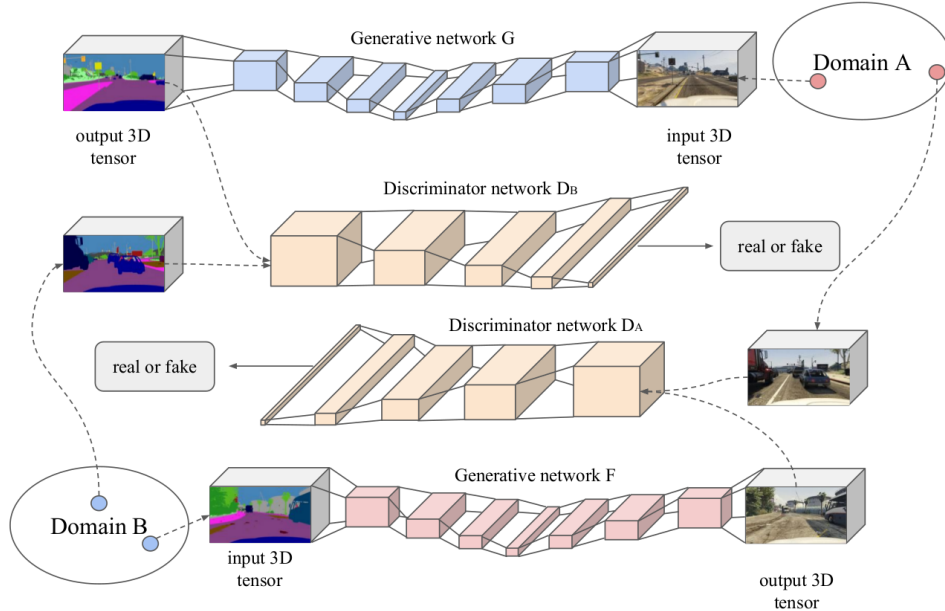 Generative network G
Domain A
output 3D
tensor
input 3D
tensor
Discriminator network DB
real or fake
Discriminator network DA
real or fake
Generative network F
Domain B
input 3D
tensor
output 3D
tensor